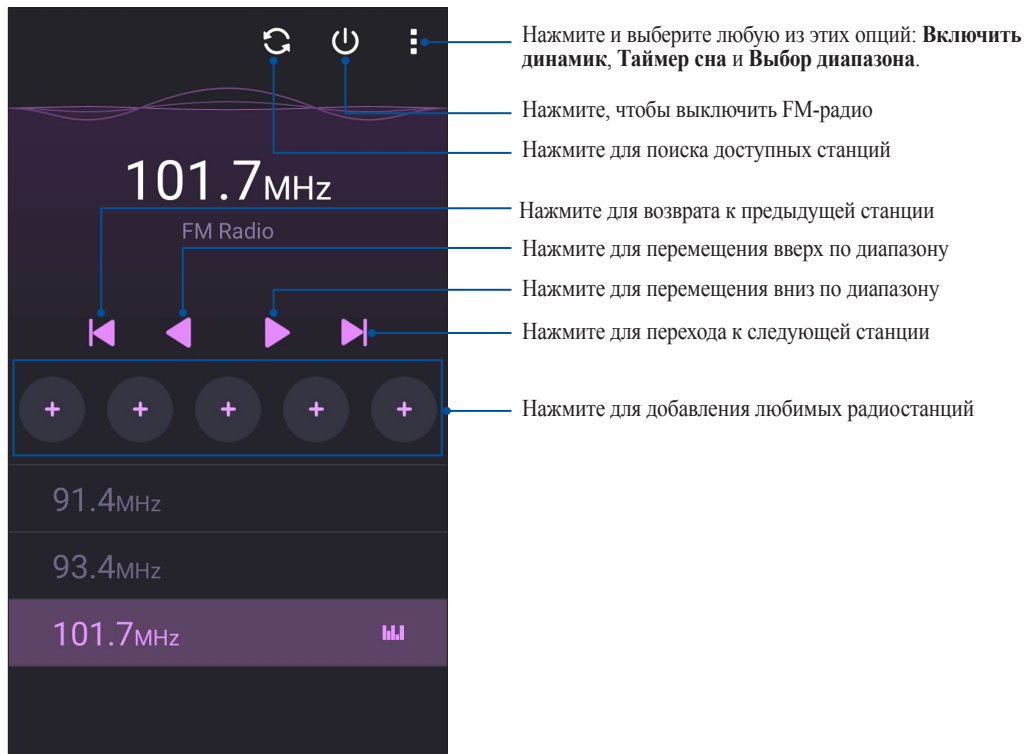 Нажмите и выберите любую из этих опций: Включить
динамик, Таймер сна и Выбор диапазона.
Нажмите, чтобы выключить FM-радио
Нажмите для поиска доступных станций
101.7MHz
FM Radio
Нажмите для возврата к предыдущей станции
Нажмите для перемещения вверх по диапазону
Нажмите для перемещения вниз по диапазону
Нажмите для перехода к следующей станции
Нажмите для добавления любимых радиостанций
91.4MHz
93.4MHz
101.7MHz